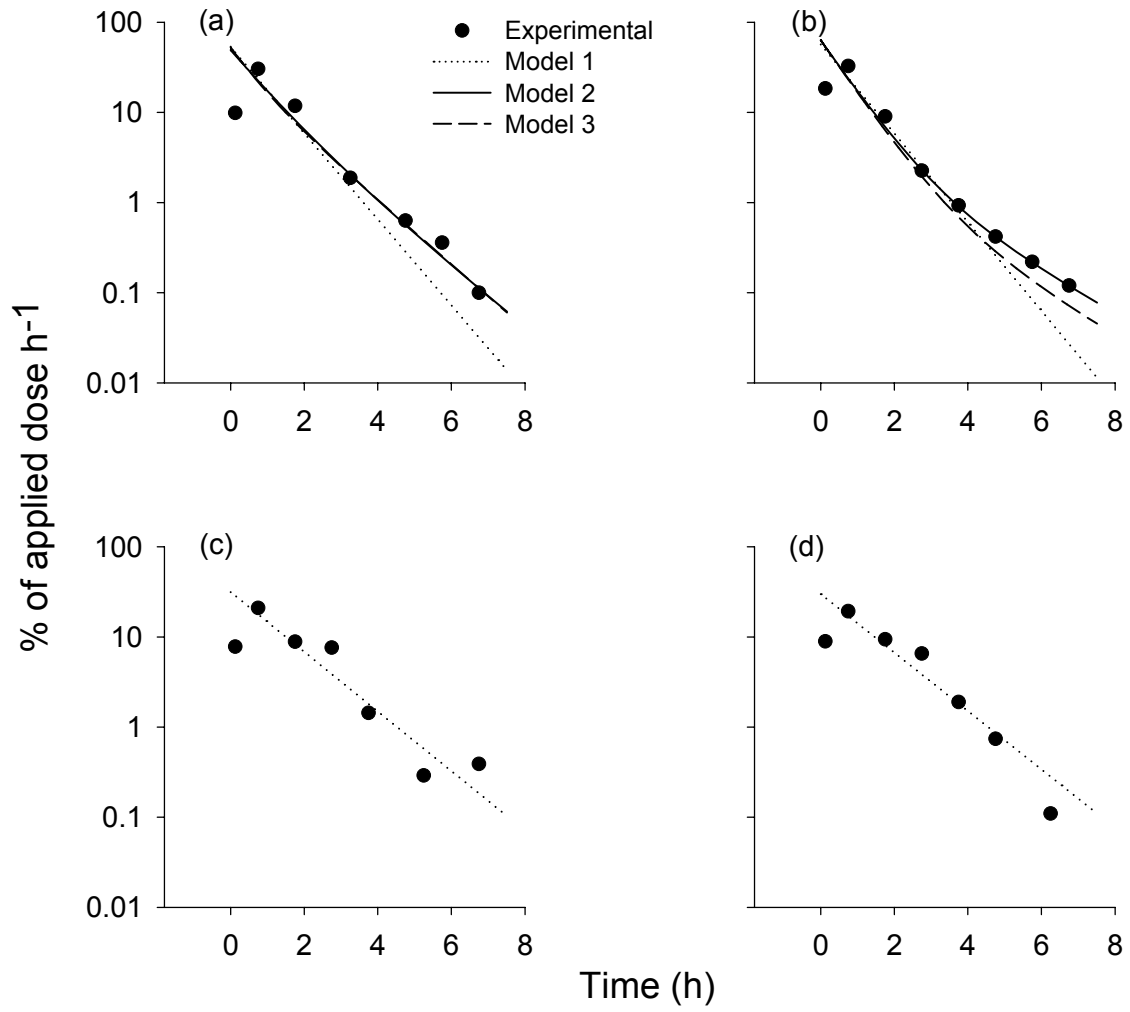 % of applied dose h-1
(a)
Experimental
Model 1
Model 2
Model 3
100
10
1
0.1
0.01
0 2 4 6 8
(b)
0 2 4 6 8
(c)
100
10
1
0.1
0.01
0 2 4 6 8
(d)
0 2 4 6 8
Time (h)